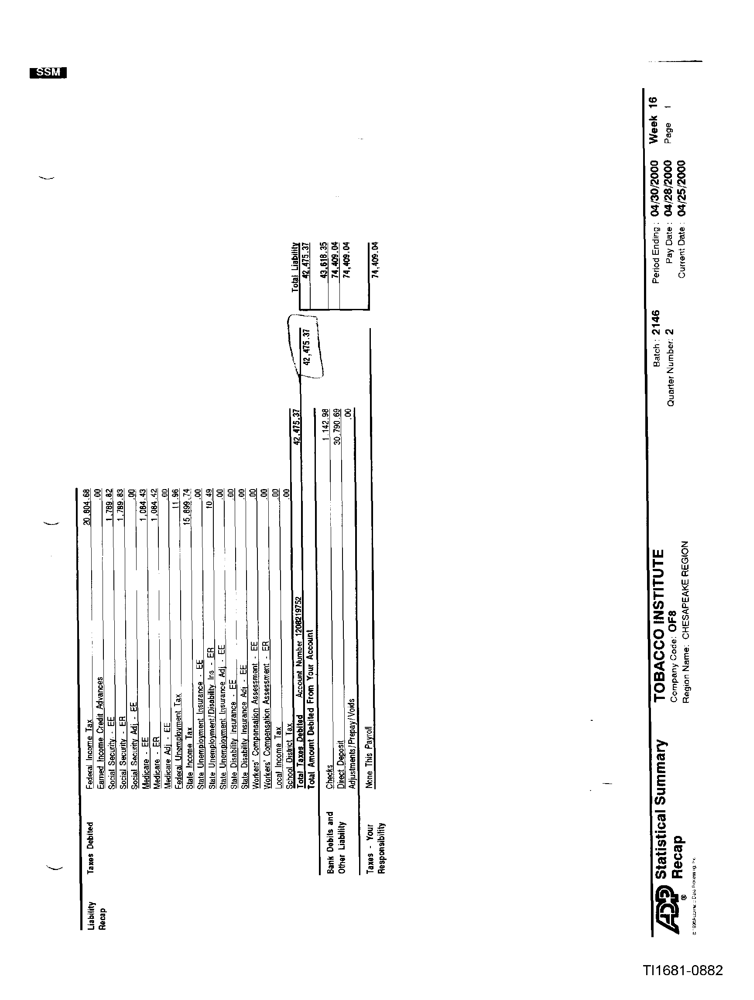 SSM
Liability Recap
Taxes Debited
Federal Income Tax 20,804.68
Earned Income Credit Advances .00
Social Security - EE 1,789.82
Social Security - ER 1,789.83
Social Security Adj - EE .00
Medicare - EE 1,084.43
Medicare - ER 1,084.42
Medicare Adj - EE .00
Federal Unemployment Tax 11.96
State Income Tax 15,899.74
State Unemployment Insurance - EE .00
State Unemployment/Disability Ins - ER 10.49
State Unemployment Insurance Adj - EE .00
State Disability Insurance - EE .00
State Disability Insurance Adj - EE .00
Workers' Compensation Assessment - EE .00
Workers' Compensation Assessment - ER .00
Local Income Tax .00
School District Tax .00
Total Liability
Total Taxes Debited Account Number 1208219752 42,475.37 42,475.37
Total Amount Debited From Your Account 42,475.37
Bank Debits and Other Liability
Checks 1,142.98 43,618.35
Direct Deposit 30,790.69 74,409.04
Adjustments/Prepay/Voids .00 74,409.04
Taxes - Your Responsibility
None This Payroll 74,409.04
ADP ® Statistical Summary Recap
TOBACCO INSTITUTE
Company Code: OF8
Region Name: CHESAPEAKE REGION
Batch : 2146
Quarter Number: 2
Period Ending : 04/30/2000 Week 16
Pay Date : 04/28/2000 Page 1
Current Date : 04/25/2000
TI1681-0882